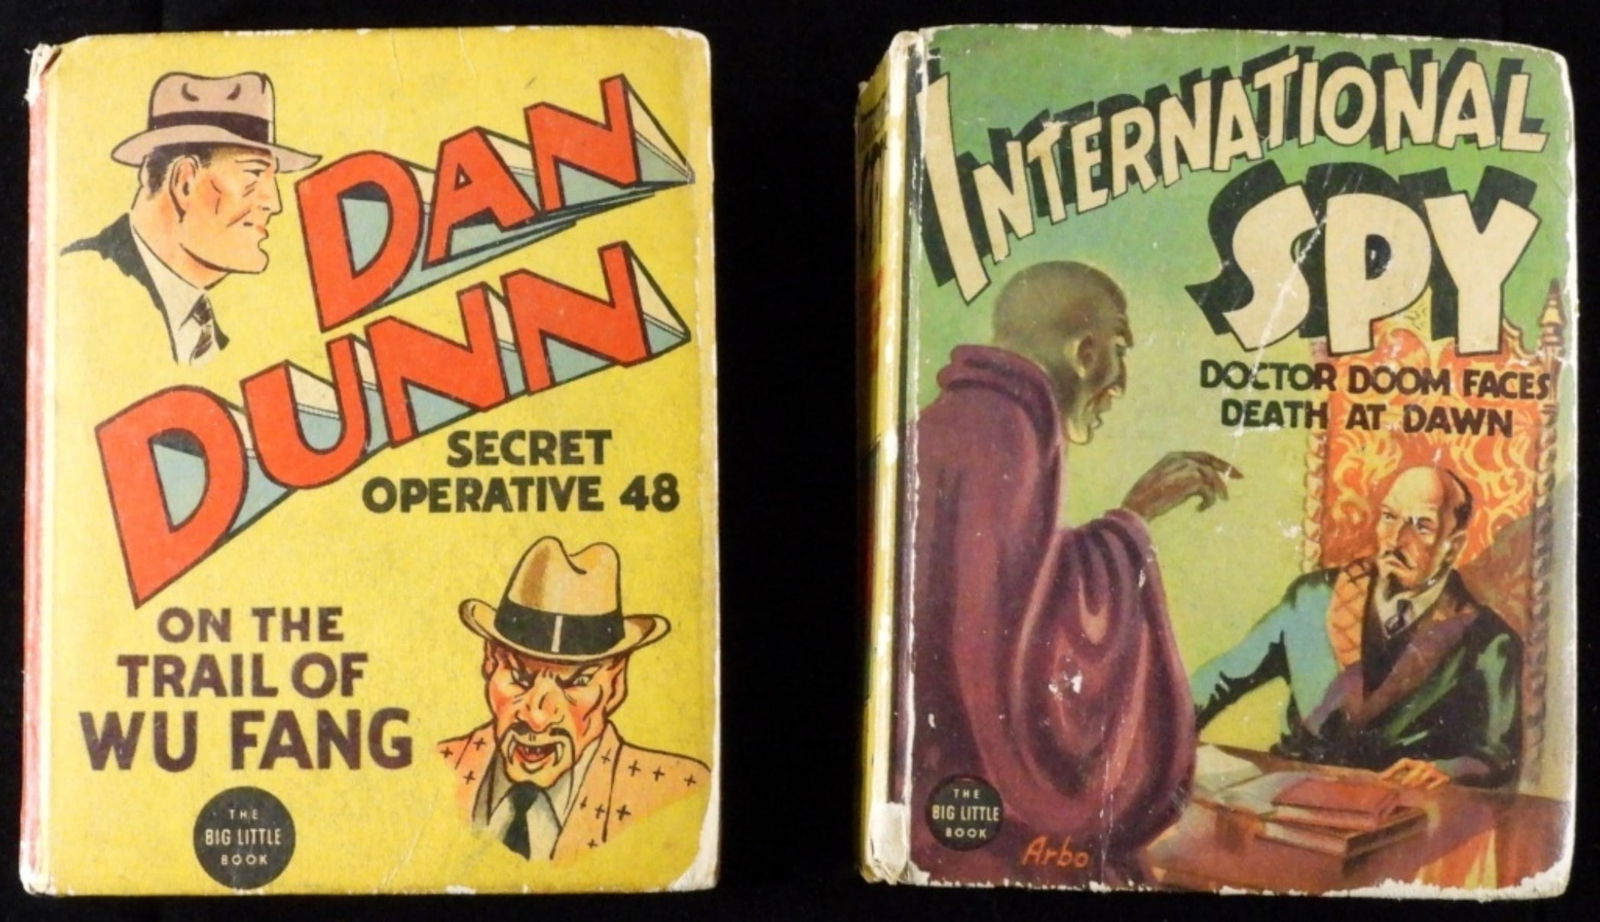 DAN
DUNN
SECRET
OPERATIVE 48
ON THE
TRAIL OF
WU FANG
THE
BIG LITTLE
BOOK
INTERNATIONAL
SPY
DOCTOR DOOM FACES
DEATH AT DAWN
THE
BIG LITTLE
BOOK
Arbo